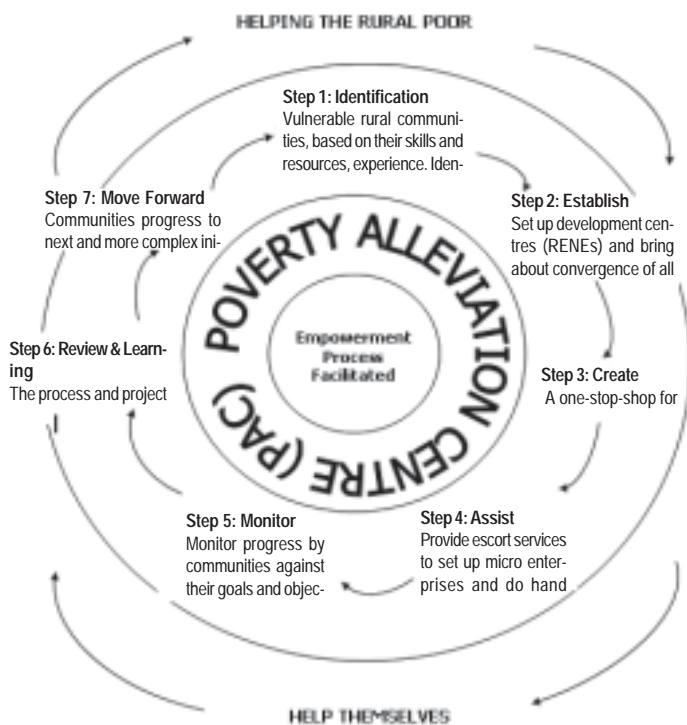 HELPING THE RURAL POOR
Step 1: Identification
Vulnerable rural communi-
ties, based on their skills and
resources, experience. Iden-
Step 2: Establish
Set up development cen-
tres (RENEs) and bring
about convergence of all
Step 3: Create
A one-stop-shop for
Step 4: Assist
Provide escort services
to set up micro enter-
prises and do hand
Step 5: Monitor
Monitor progress by
communities against
their goals and objec-
Step 6: Review & Learn-
ing
The process and project
Step 7: Move Forward
Communities progress to
next and more complex ini-
POVERTY ALLEVIATION CENTRE (PAC)
Empowerment
Process
Facilitated
HELP THEMSELVES